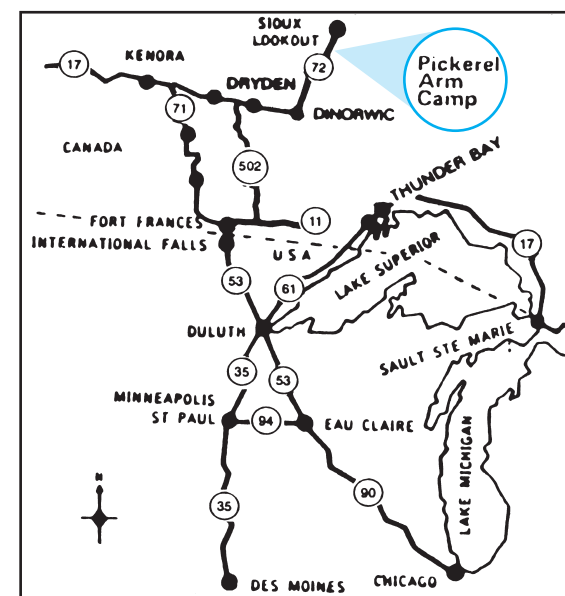 SIOUX
LOOKOUT
Pickerel
Arm
Camp
KENORA
17
72
DRYDEN
DINORWIC
71
CANADA
502
THUNDER BAY
FORT FRANCES
11
INTERNATIONAL FALLS
USA
17
LAKE SUPERIOR
53
61
DULUTH
SAULT STE MARIE
35
53
MINNEAPOLIS
ST PAUL
94
EAU CLAIRE
LAKE MICHIGAN
N
35
90
DES MOINES
CHICAGO